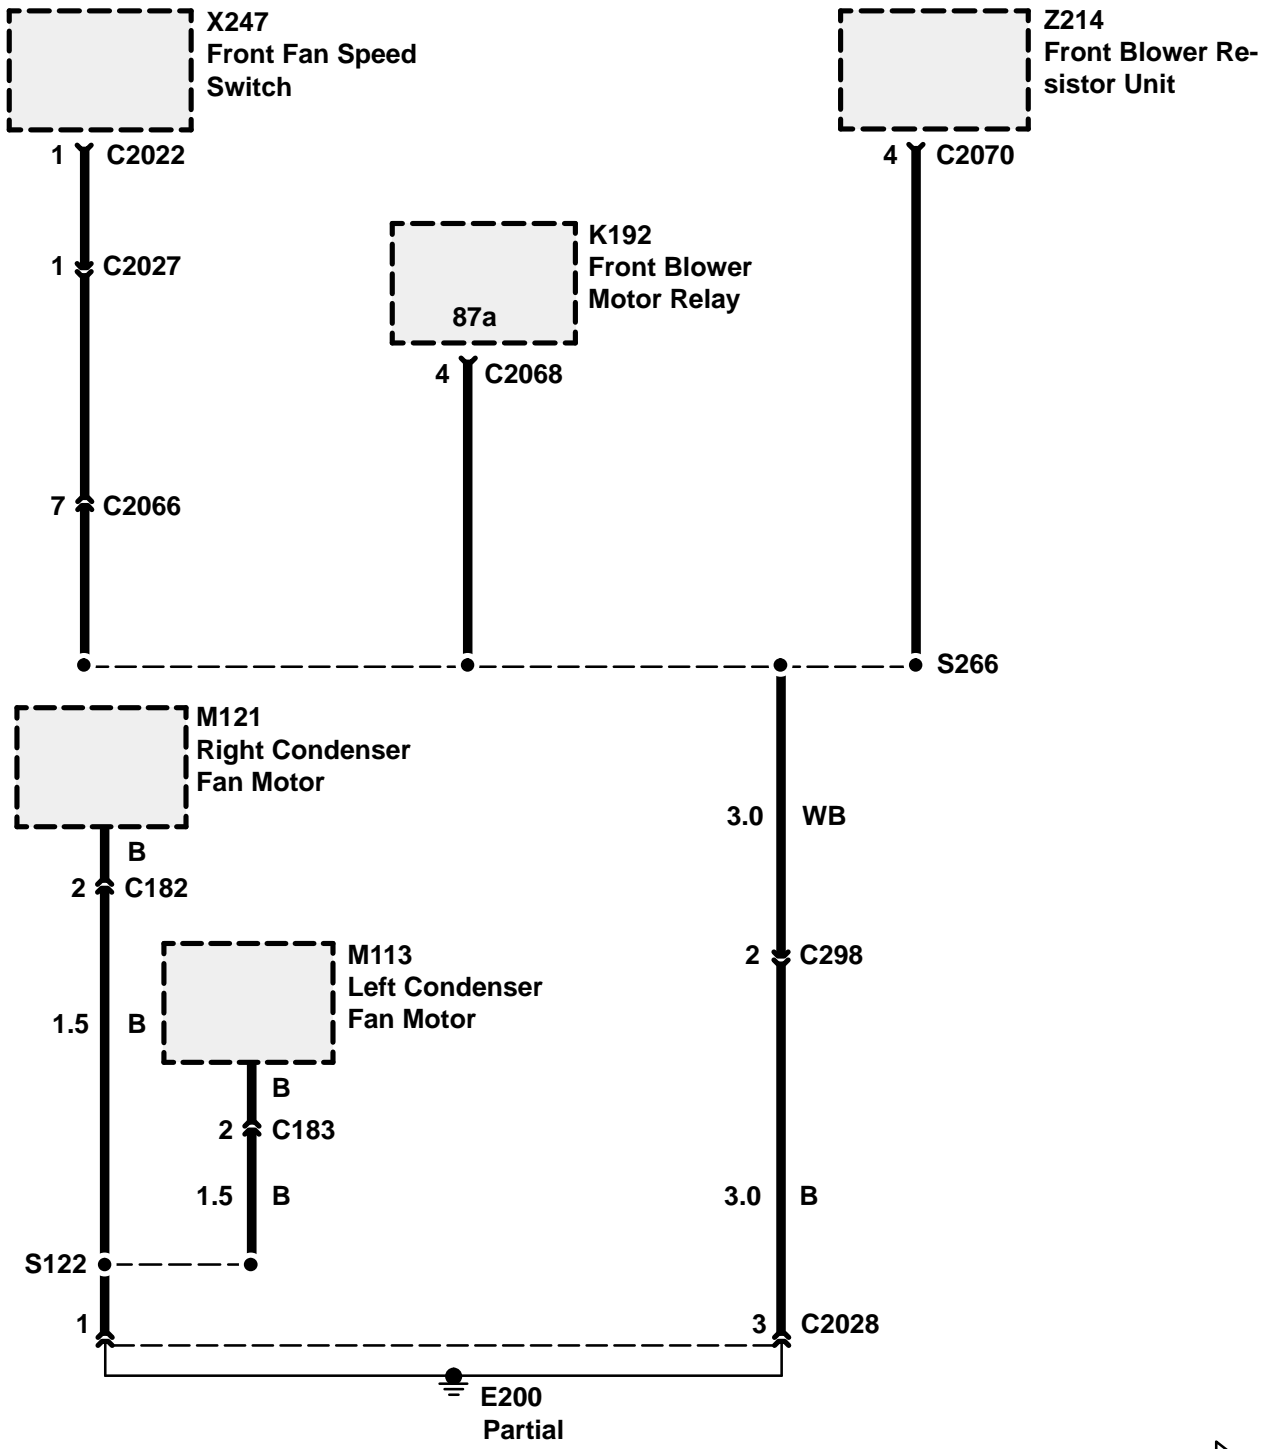 X247
Front Fan Speed
Switch
Z214
Front Blower Re-
sistor Unit
1 C2022
4 C2070
K192
Front Blower
Motor Relay
87a
1 C2027
4 C2068
7 C2066
S266
M121
Right Condenser
Fan Motor
3.0 WB
B
2 C182
M113
Left Condenser
Fan Motor
2 C298
1.5 B
B
2 C183
1.5 B
3.0 B
S122
1
3 C2028
E200
Partial